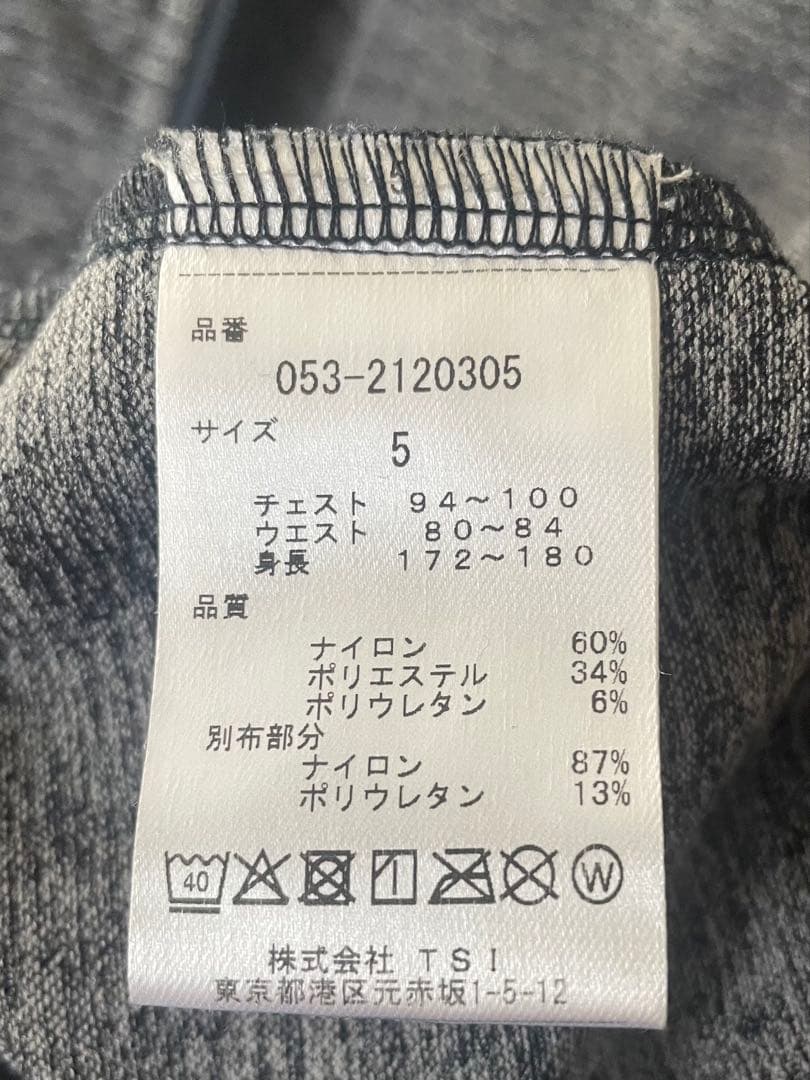 5
品番
053-2120305
サイズ
5
チェスト 94～100
ウエスト 80～84
身長 172～180
品質
ナイロン 60%
ポリエステル 34%
ポリウレタン 6%
別布部分
ナイロン 87%
ポリウレタン 13%
40 W
株式会社 TSI
東京都港区元赤坂1-5-12